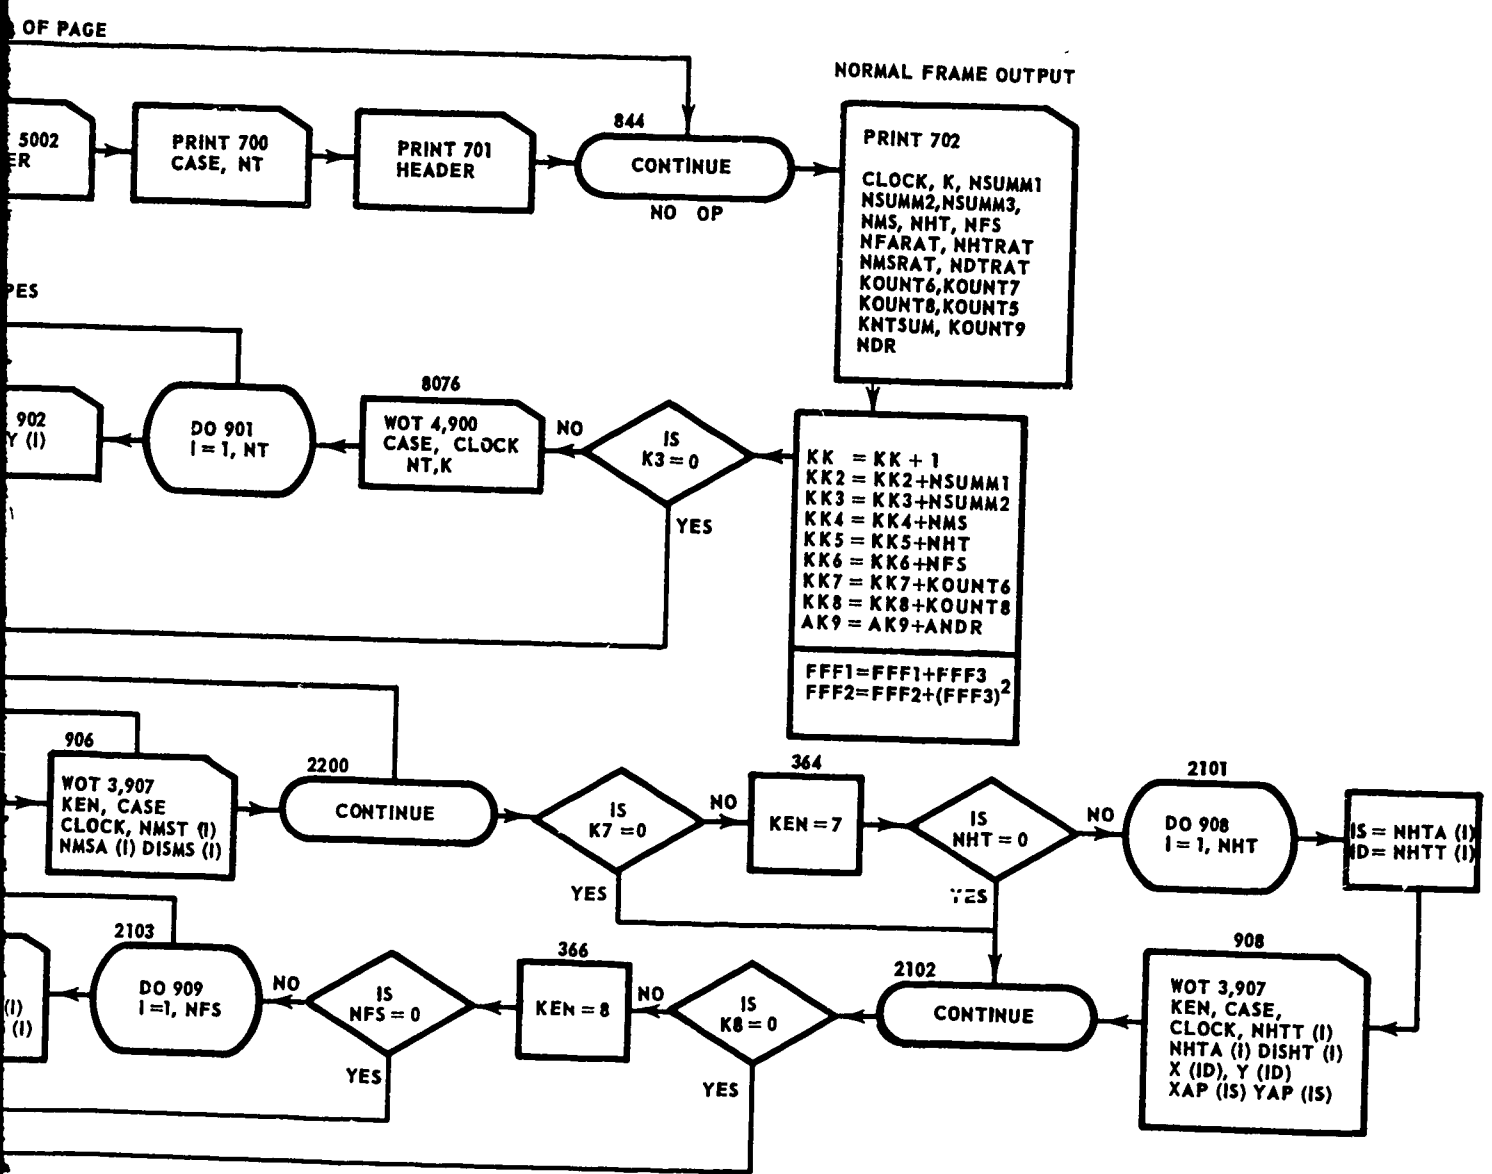 OF PAGE
NORMAL FRAME OUTPUT
5002
ER
PRINT 700
CASE, NT
PRINT 701
HEADER
844
CONTINUE
NO OP
PRINT 702
CLOCK, K, NSUMM1
NSUMM2,NSUMM3,
NMS, NHT, NFS
NFARAT, NHTRAT
NMSRAT, NDTRAT
KOUNT6,KOUNT7
KOUNT8,KOUNT5
KNTSUM, KOUNT9
NDR
PES
902
Y (I)
DO 901
I = 1, NT
8076
WOT 4,900
CASE, CLOCK
NT,K
NO
IS
K3 = 0
YES
KK = KK + 1
KK2 = KK2+NSUMM1
KK3 = KK3+NSUMM2
KK4 = KK4+NMS
KK5 = KK5+NHT
KK6 = KK6+NFS
KK7 = KK7+KOUNT6
KK8 = KK8+KOUNT8
AK9 = AK9+ANDR
FFF1=FFF1+FFF3
FFF2=FFF2+(FFF3)²
906
WOT 3,907
KEN, CASE
CLOCK, NMST (I)
NMSA (I) DISMS (I)
2200
CONTINUE
IS
K7 = 0
NO
YES
364
KEN = 7
IS
NHT = 0
NO
YES
2101
DO 908
I = 1, NHT
IS = NHTA (I)
ID= NHTT (I)
(I)
(I)
2103
DO 909
I =1, NFS
NO
IS
NFS = 0
YES
366
KEN = 8
NO
IS
K8 = 0
YES
2102
CONTINUE
908
WOT 3,907
KEN, CASE,
CLOCK, NHTT (I)
NHTA (I) DISHT (I)
X (ID), Y (ID)
XAP (IS) YAP (IS)